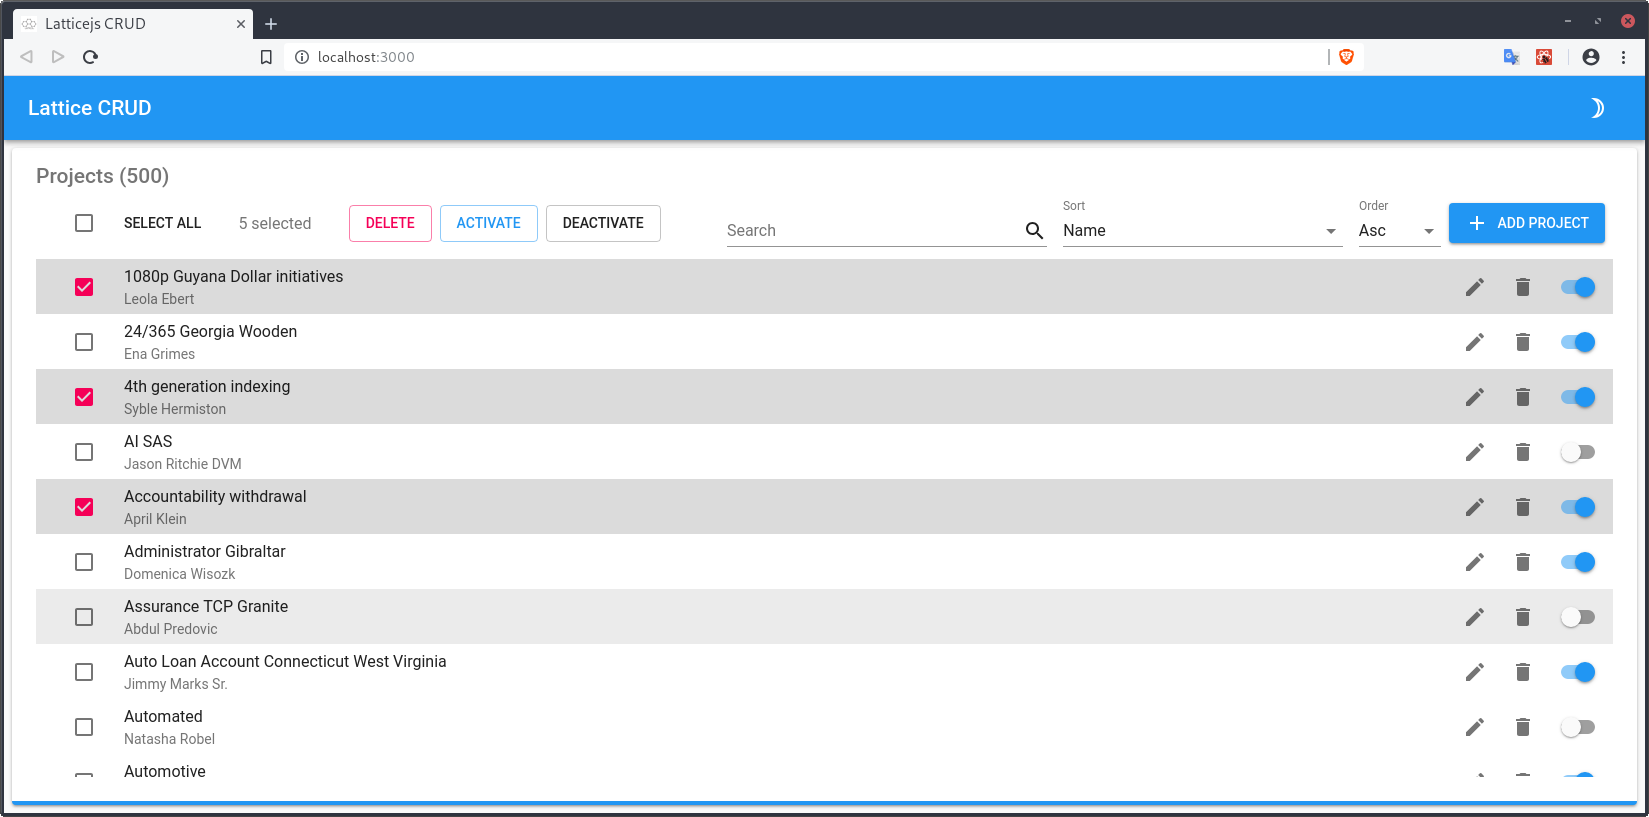 Latticejs CRUD
localhost:3000
Lattice CRUD
Projects (500)
SELECT ALL
5 selected
DELETE
ACTIVATE
DEACTIVATE
Search
Sort
Name
Order
Asc
ADD PROJECT
1080p Guyana Dollar initiatives
Leola Ebert
24/365 Georgia Wooden
Ena Grimes
4th generation indexing
Syble Hermiston
AI SAS
Jason Ritchie DVM
Accountability withdrawal
April Klein
Administrator Gibraltar
Domenica Wisozk
Assurance TCP Granite
Abdul Predovic
Auto Loan Account Connecticut West Virginia
Jimmy Marks Sr.
Automated
Natasha Robel
Automotive